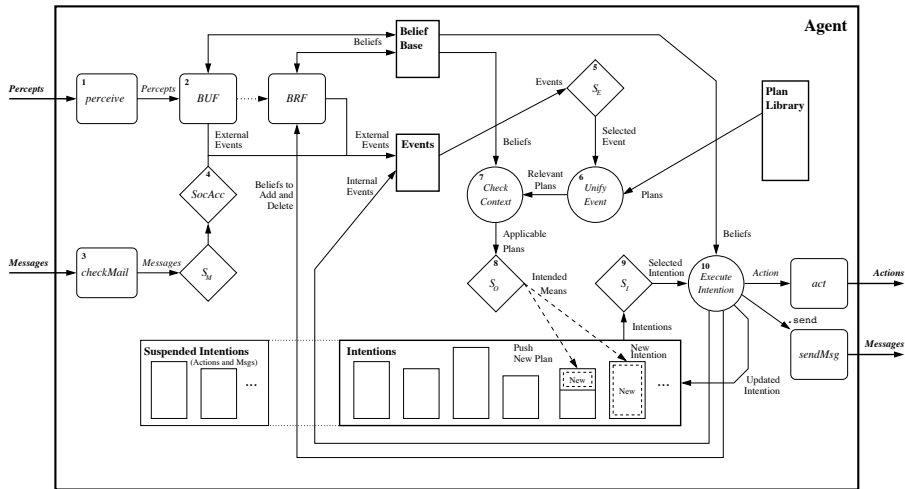 Agent
Belief
Base
Beliefs
5
Events
S_E
Plan
Library
1
perceive
Percepts
Percepts
2
BUF
BRF
External
Events
External
Events
Events
Selected
Event
4
SocAcc
Beliefs to
Add and
Delete
Internal
Events
Beliefs
7
Check
Context
Relevant
Plans
6
Unify
Event
Plans
3
checkMail
Messages
Messages
S_M
Applicable
Plans
8
S_O
Intended
Means
9
S_I
Selected
Intention
Beliefs
10
Execute
Intention
Action
act
Actions
.send
sendMsg
Messages
Intentions
Suspended Intentions
(Actions and Msgs)
...
Intentions
Push
New Plan
New
New
Intention
New
...
Updated
Intention